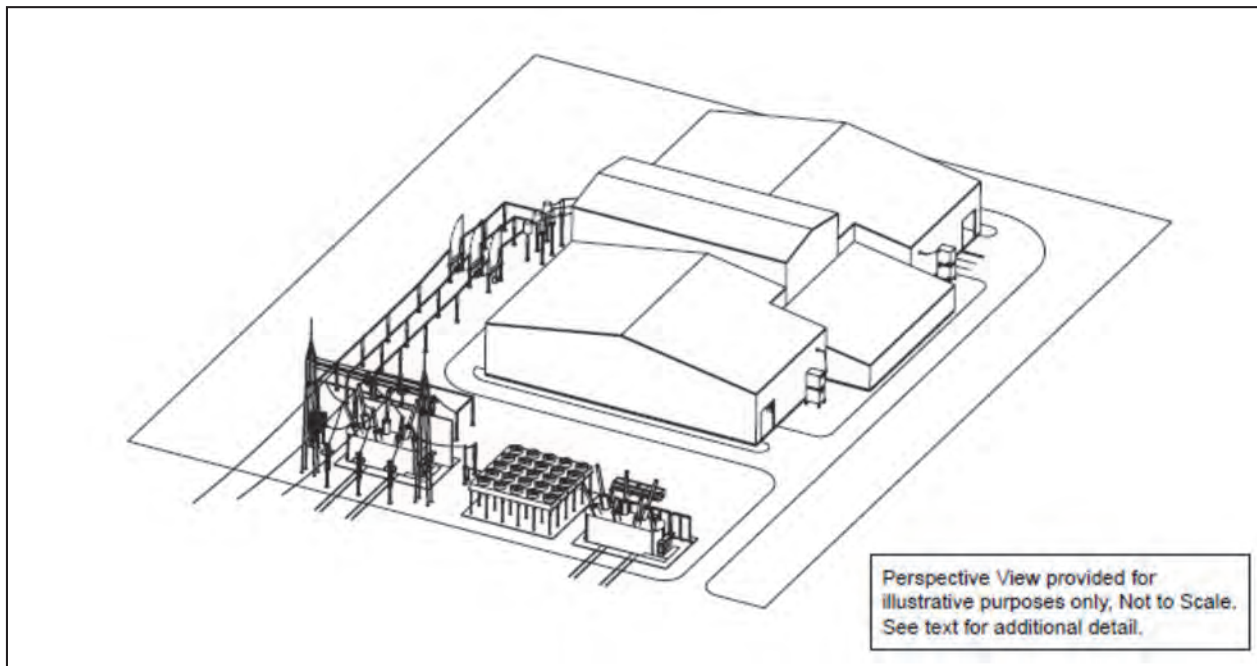 Perspective View provided for
illustrative purposes only, Not to Scale.
See text for additional detail.